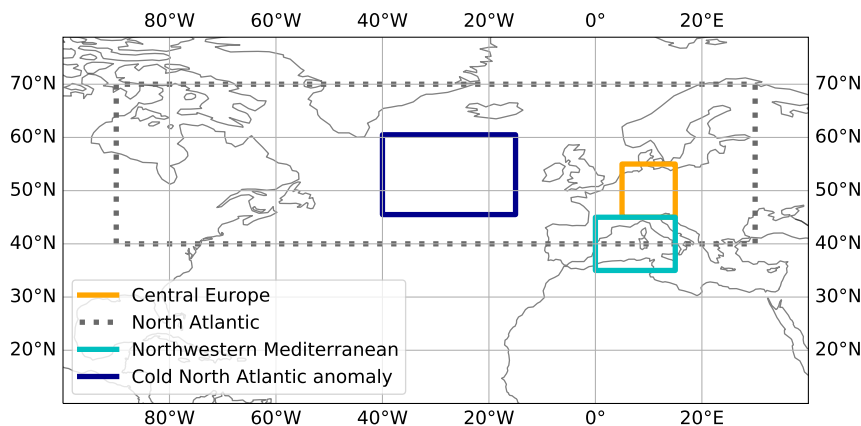 80°W 60°W 40°W 20°W 0° 20°E
70°N 70°N
60°N 60°N
50°N 50°N
40°N 40°N
30°N 30°N
20°N 20°N
Central Europe
North Atlantic
Northwestern Mediterranean
Cold North Atlantic anomaly
80°W 60°W 40°W 20°W 0° 20°E